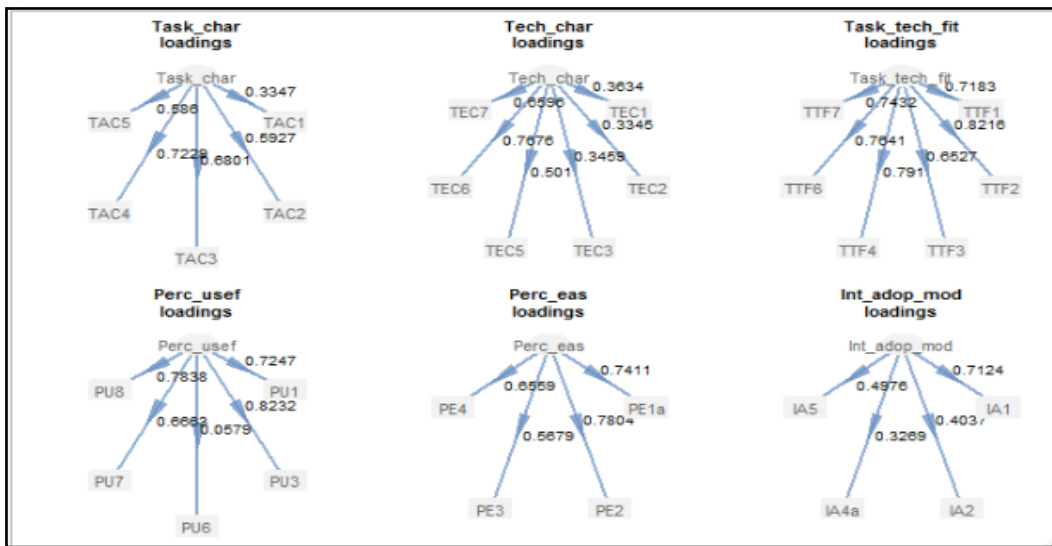 Task_char
loadings
Task_char
0.3347
0.586
TAC5
TAC1
0.5927
0.7229
0.6801
TAC4
TAC2
TAC3
Tech_char
loadings
Tech_char
0.3634
0.6596
TEC7
TEC1
0.3345
0.7676
0.3459
0.501
TEC6
TEC2
TEC5
TEC3
Task_tech_fit
loadings
Task_tech_fit
0.7183
0.7432
TTF7
TTF1
0.8216
0.7641
0.6527
0.791
TTF6
TTF2
TTF4
TTF3
Perc_usef
loadings
Perc_usef
0.7247
0.7838
PU8
PU1
0.8232
0.6663
0.0579
PU7
PU3
PU6
Perc_eas
loadings
Perc_eas
0.7411
0.6559
PE4
PE1a
0.7804
0.5679
PE3
PE2
Int_adop_mod
loadings
Int_adop_mod
0.7124
0.4976
IA5
IA1
0.4037
0.3269
IA4a
IA2